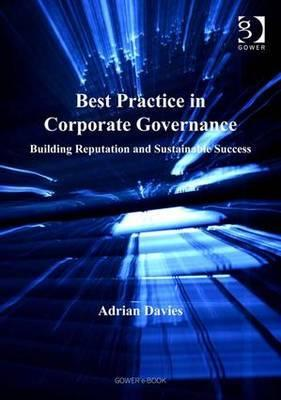 g
GOWER
Best Practice in
Corporate Governance
Building Reputation and Sustainable Success
Adrian Davies
GOWER e-BOOK